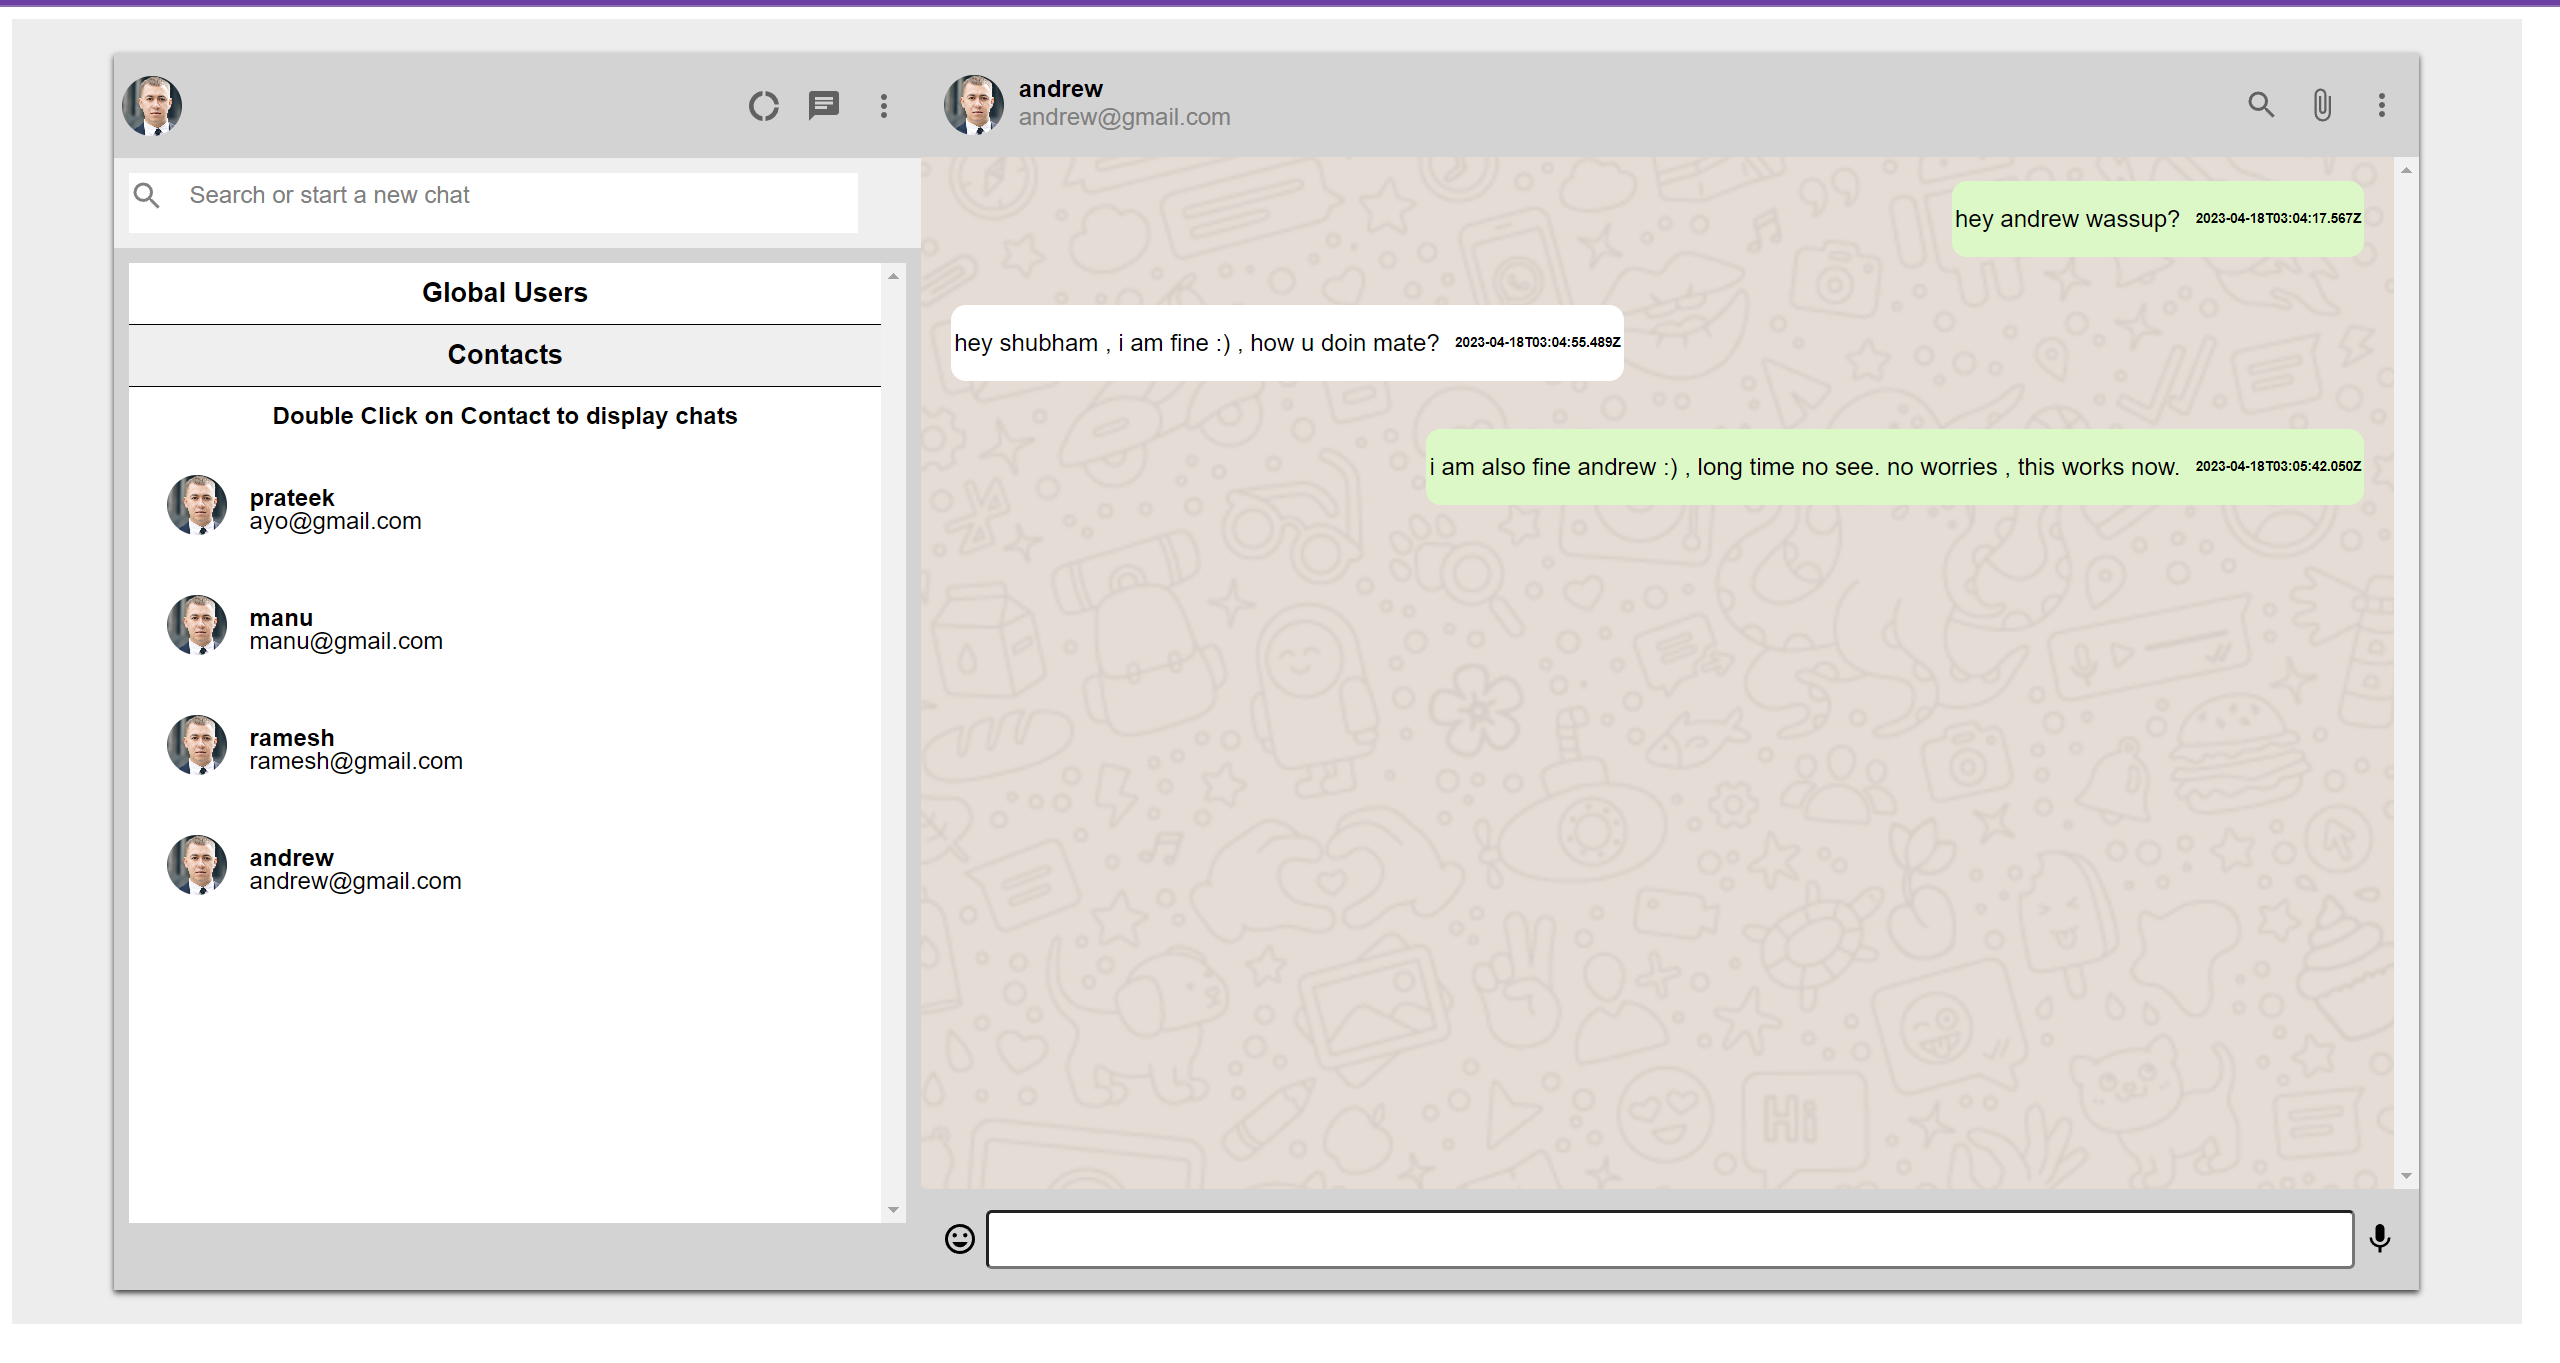 Search or start a new chat
Global Users
Contacts
Double Click on Contact to display chats
prateek
ayo@gmail.com
manu
manu@gmail.com
ramesh
ramesh@gmail.com
andrew
andrew@gmail.com
andrew
andrew@gmail.com
hey andrew wassup? 2023-04-18T03:04:17.567Z
hey shubham , i am fine :) , how u doin mate? 2023-04-18T03:04:55.489Z
i am also fine andrew :) , long time no see. no worries , this works now. 2023-04-18T03:05:42.050Z
Hi